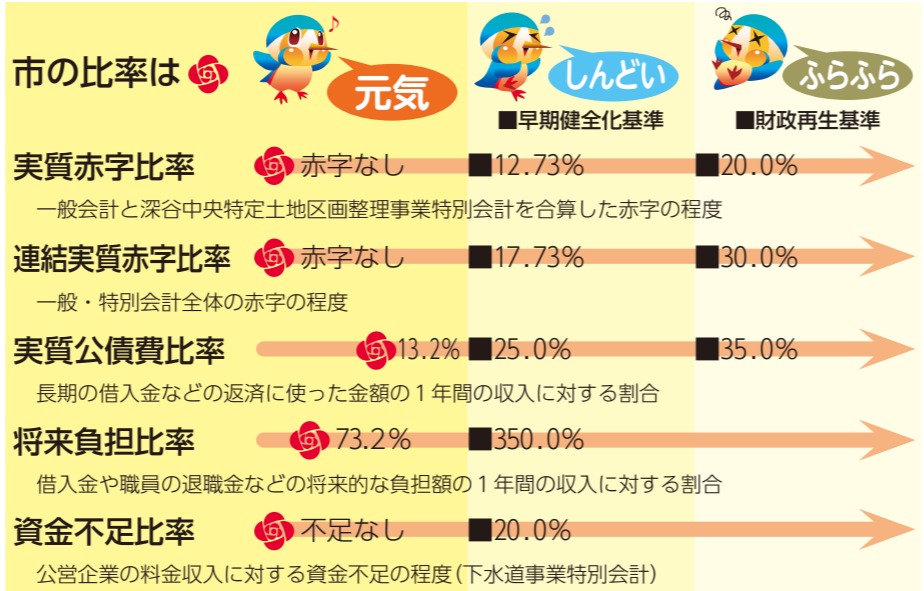 市の比率は
元気
しんどい
ふらふら
■早期健全化基準
■財政再生基準
実質赤字比率 赤字なし ■12.73% ■20.0%
一般会計と深谷中央特定土地区画整理事業特別会計を合算した赤字の程度
連結実質赤字比率 赤字なし ■17.73% ■30.0%
一般・特別会計全体の赤字の程度
実質公債費比率 13.2% ■25.0% ■35.0%
長期の借入金などの返済に使った金額の1年間の収入に対する割合
将来負担比率 73.2% ■350.0%
借入金や職員の退職金などの将来的な負担額の1年間の収入に対する割合
資金不足比率 不足なし ■20.0%
公営企業の料金収入に対する資金不足の程度(下水道事業特別会計)